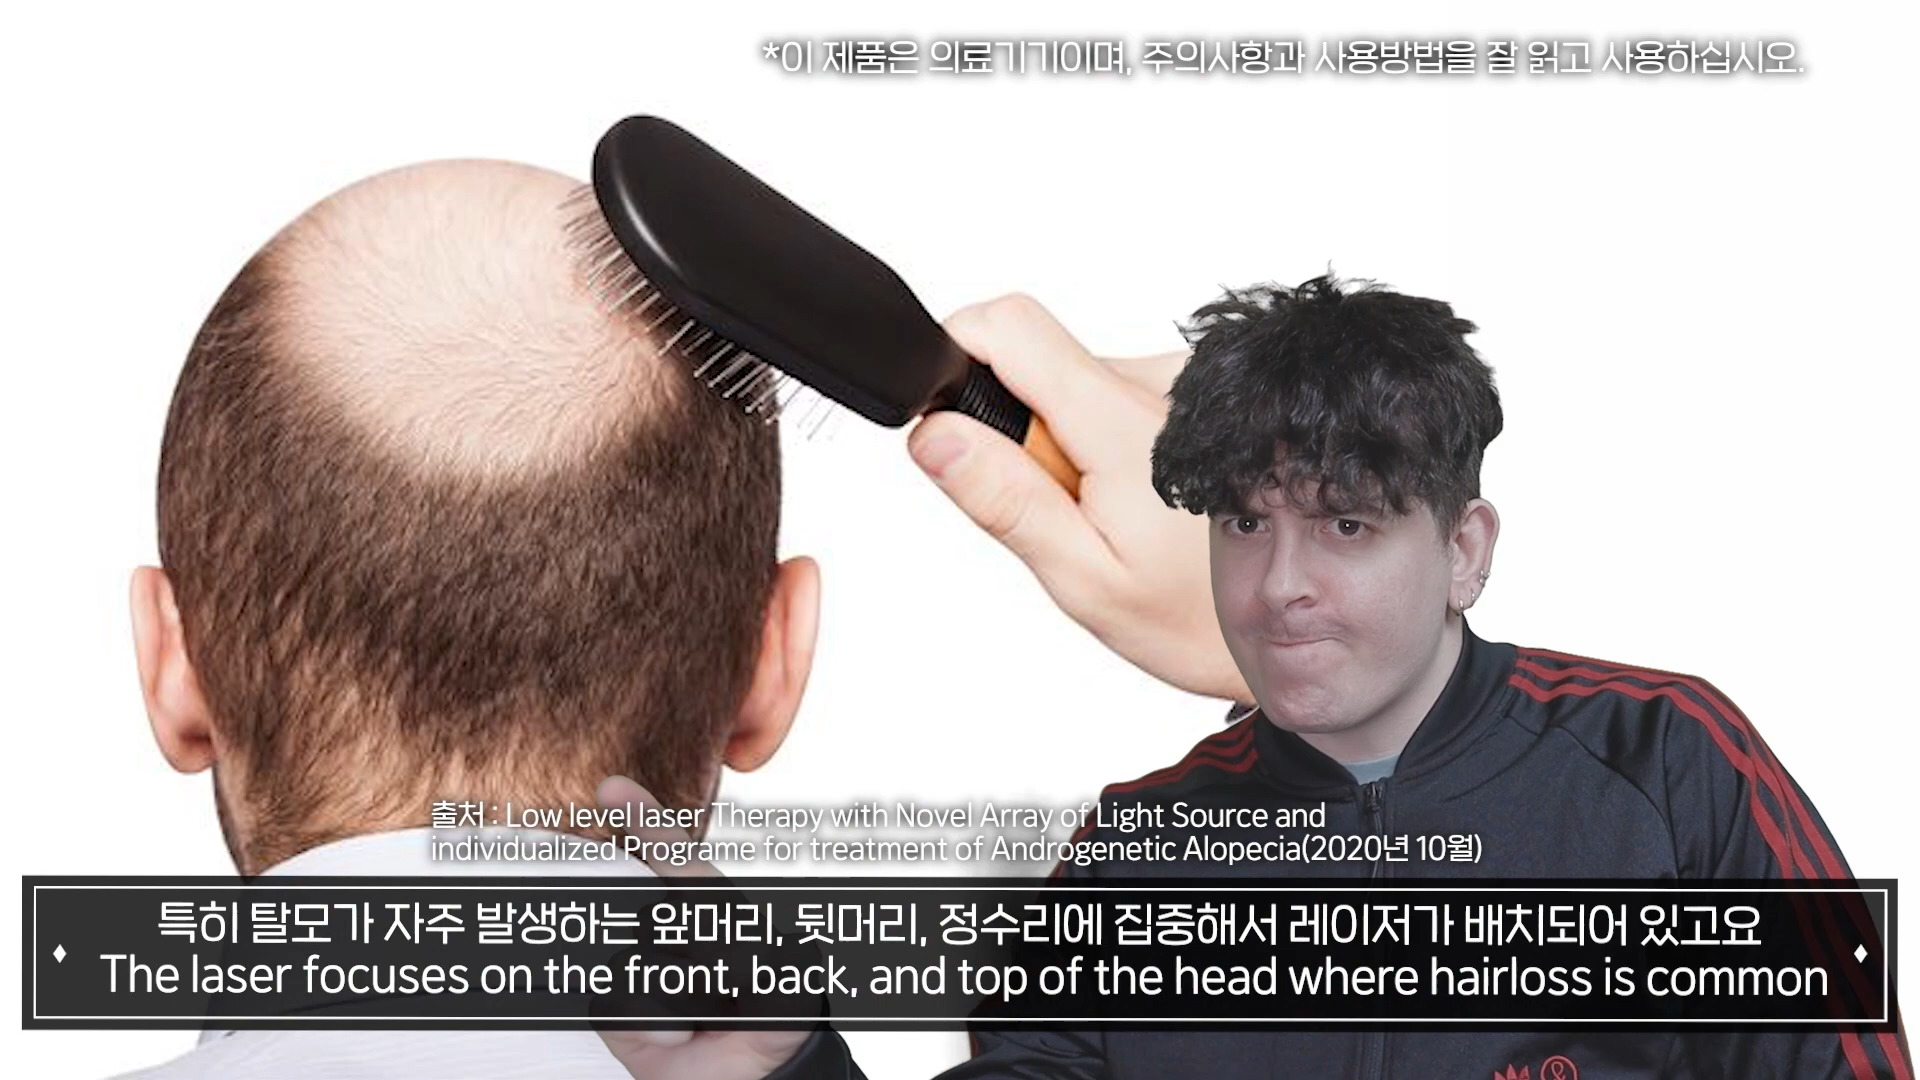 *이 제품은 의료기기이며, 주의사항과 사용방법을 잘 읽고 사용하십시오.
출처 : Low level laser Therapy with Novel Array of Light Source and
individualized Programe for treatment of Androgenetic Alopecia(2020년 10월)
특히 탈모가 자주 발생하는 앞머리, 뒷머리, 정수리에 집중해서 레이저가 배치되어 있고요
The laser focuses on the front, back, and top of the head where hairloss is common